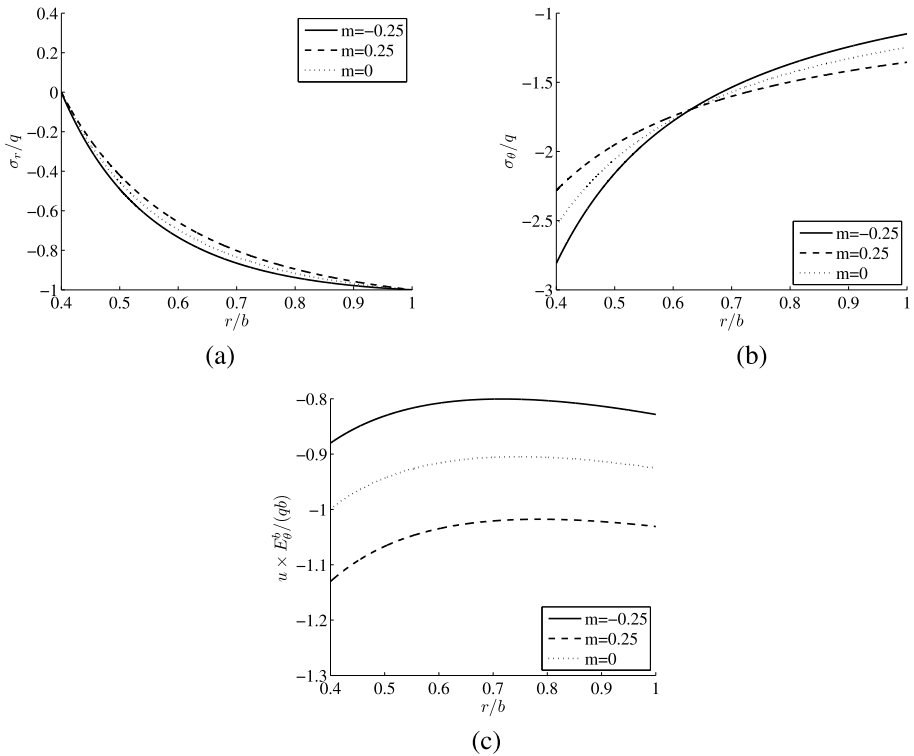 0.4
0.2
0
−0.2
−0.4
−0.6
−0.8
−1
σr/q
0.4 0.5 0.6 0.7 0.8 0.9 1
r/b
m=−0.25
m=0.25
m=0
(a)
−1
−1.5
−2
−2.5
−3
σθ/q
0.4 0.5 0.6 0.7 0.8 0.9 1
r/b
m=−0.25
m=0.25
m=0
(b)
−0.8
−0.9
−1
−1.1
−1.2
−1.3
u × E_θ^b/(qb)
0.4 0.5 0.6 0.7 0.8 0.9 1
r/b
m=−0.25
m=0.25
m=0
(c)